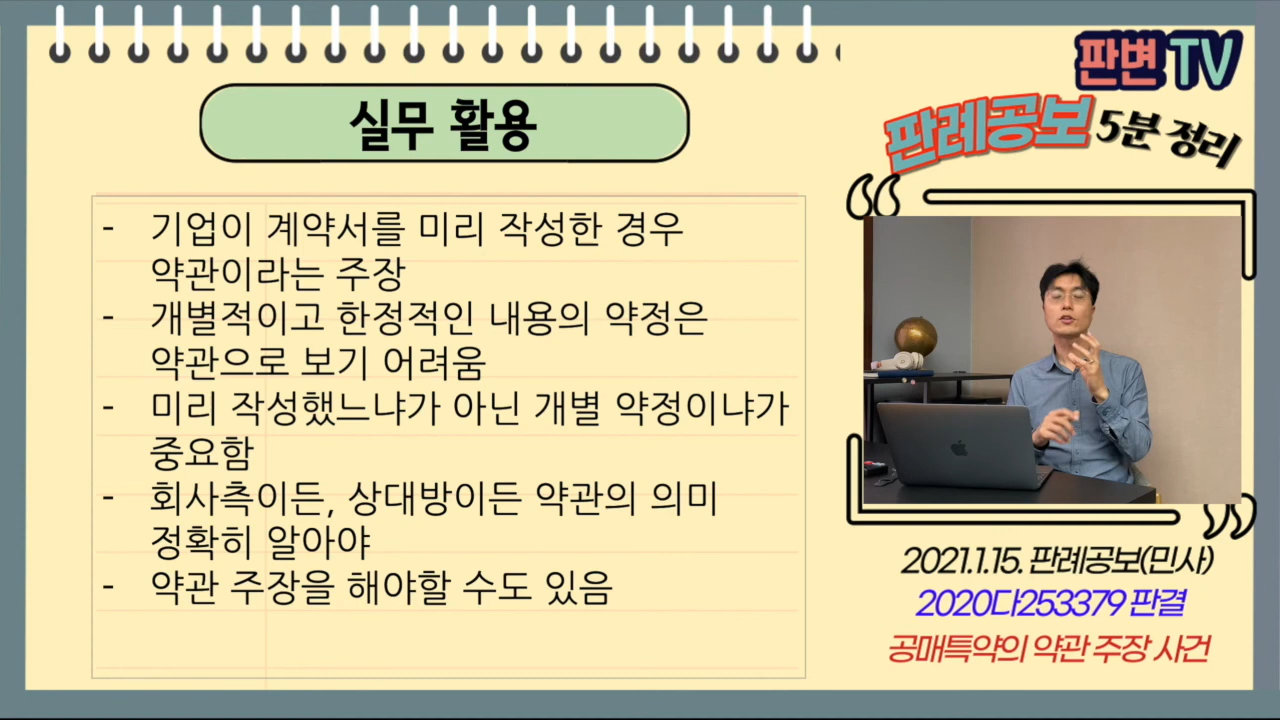 판변 TV
판례공보 5분 정리
실무 활용
- 기업이 계약서를 미리 작성한 경우
약관이라는 주장
- 개별적이고 한정적인 내용의 약정은
약관으로 보기 어려움
- 미리 작성했느냐가 아닌 개별 약정이냐가
중요함
- 회사측이든, 상대방이든 약관의 의미
정확히 알아야
- 약관 주장을 해야할 수도 있음
2021.1.15. 판례공보(민사)
2020다253379 판결
공매특약의 약관 주장 사건